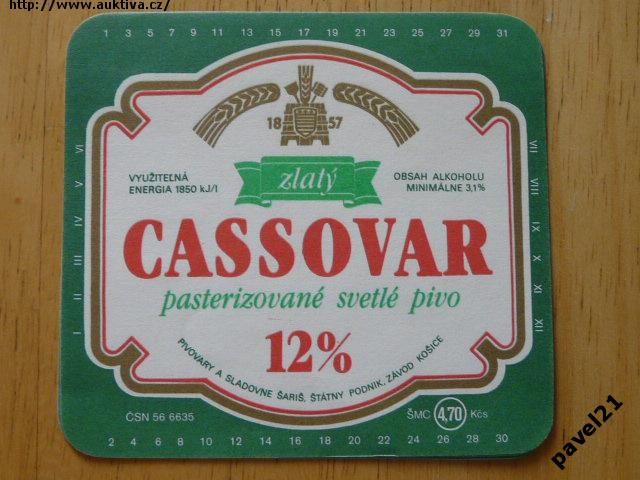 http://www.auktiva.cz/
1 3 5 7 9 11 13 15 17 19 21 23 25 27 29 31
18 57
VYUŽITEĽNÁ
ENERGIA 1850 kJ/l
zlatý
OBSAH ALKOHOLU
MINIMÁLNE 3,1%
CASSOVAR
pasterizované svetlé pivo
12%
PIVOVARY A SLADOVNE ŠARIŠ, ŠTÁTNY PODNIK, ZÁVOD KOŠICE
ČSN 56 6635
ŠMC 4,70 Kčs
I II III IV V VI
VII VIII IX X XI XII
2 4 6 8 10 12 14 16 18 20 22 24 26 28 30
pavel21